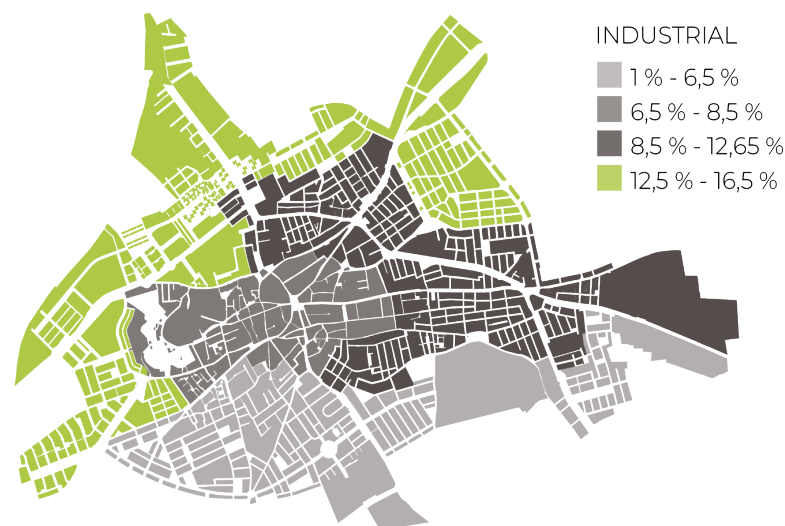 INDUSTRIAL
1 % - 6,5 %
6,5 % - 8,5 %
8,5 % - 12,65 %
12,5 % - 16,5 %